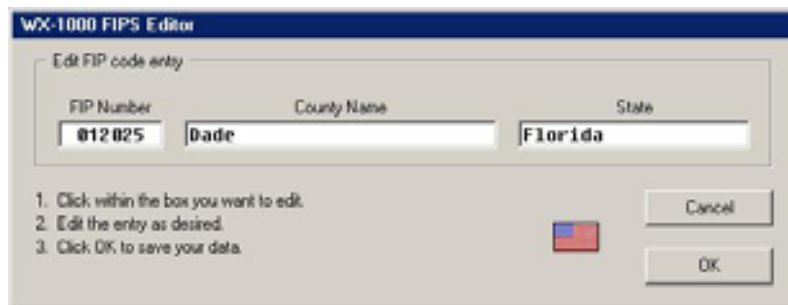 WX-1000 FIPS Editor
Edit FIP code entry
FIP Number County Name State
012025 Dade Florida
1. Click within the box you want to edit.
2. Edit the entry as desired.
3. Click OK to save your data.
Cancel
OK